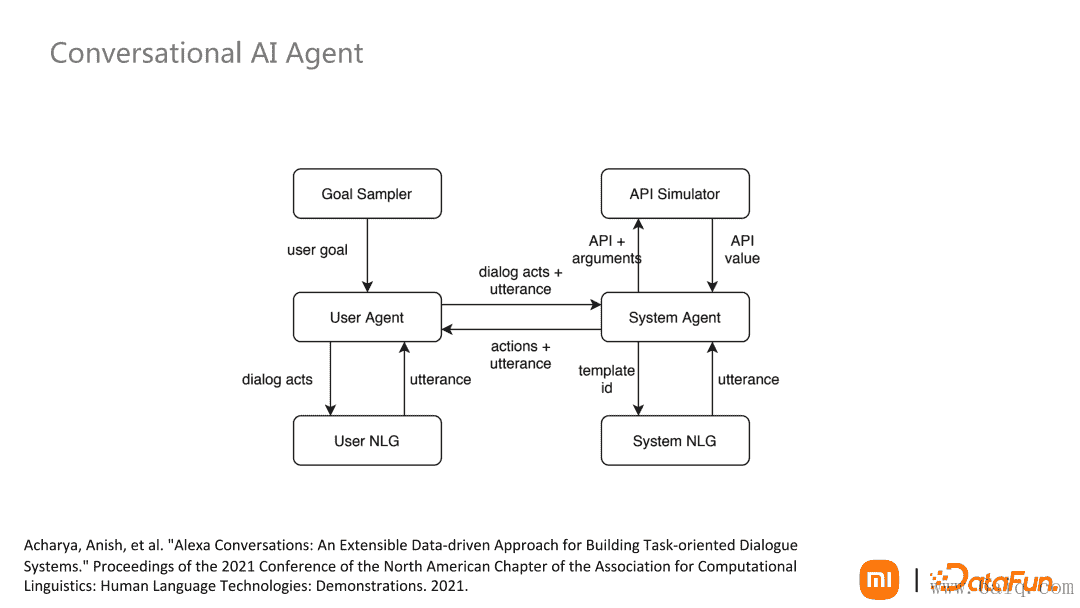 Conversational AI Agent
Goal Sampler
API Simulator
user goal
API +
arguments
API
value
dialog acts +
utterance
User Agent
System Agent
actions +
utterance
dialog acts
utterance
template
id
utterance
User NLG
System NLG
Acharya, Anish, et al. "Alexa Conversations: An Extensible Data-driven Approach for Building Task-oriented Dialogue
Systems." Proceedings of the 2021 Conference of the North American Chapter of the Association for Computational
Linguistics: Human Language Technologies: Demonstrations. 2021.
mi
DataFun.